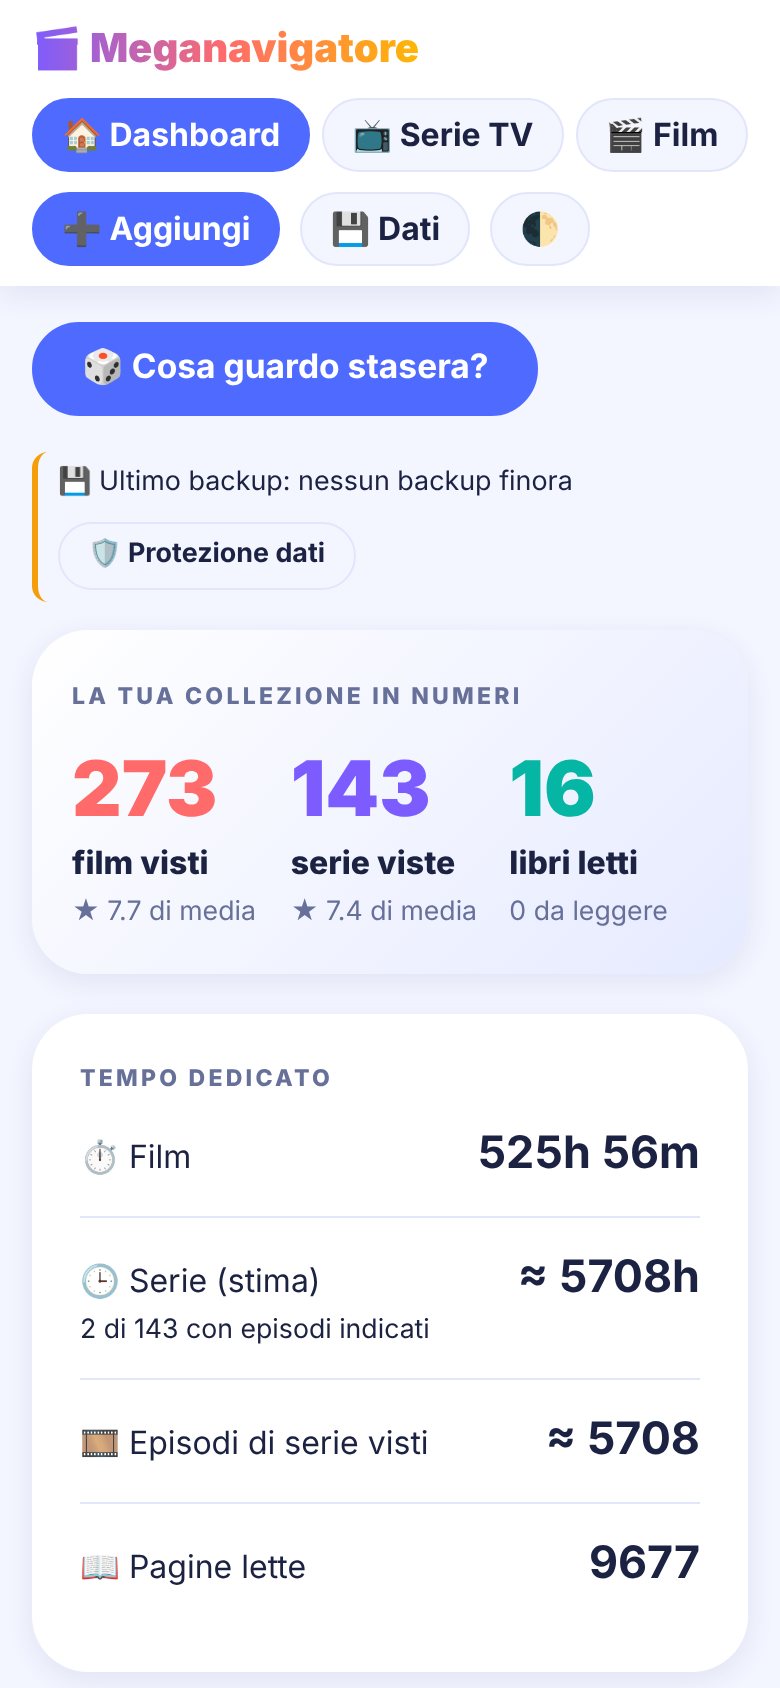 Meganavigatore
🏠 Dashboard
📺 Serie TV
🎬 Film
➕ Aggiungi
💾 Dati
🌓
🎲 Cosa guardo stasera?
💾 Ultimo backup: nessun backup finora
🛡️ Protezione dati
LA TUA COLLEZIONE IN NUMERI
273 143 16
film visti serie viste libri letti
★ 7.7 di media ★ 7.4 di media 0 da leggere
TEMPO DEDICATO
⏱️ Film 525h 56m
🕒 Serie (stima) ≈ 5708h
2 di 143 con episodi indicati
🎞️ Episodi di serie visti ≈ 5708
📖 Pagine lette 9677